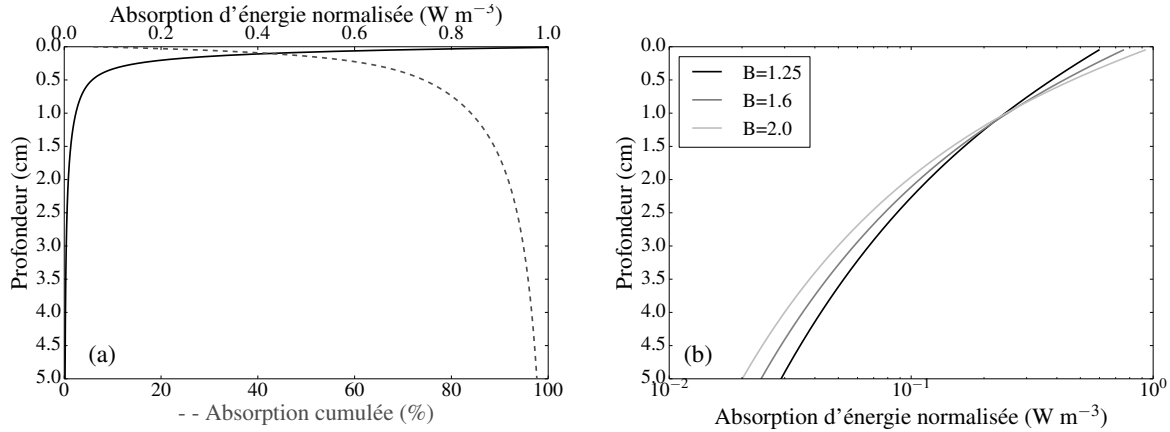 Absorption d'énergie normalisée (W m⁻³)
0.0 0.2 0.4 0.6 0.8 1.0
Profondeur (cm)
0.0
0.5
1.0
1.5
2.0
2.5
3.0
3.5
4.0
4.5
5.0
(a)
0 20 40 60 80 100
- - Absorption cumulée (%)
Profondeur (cm)
0.0
0.5
1.0
1.5
2.0
2.5
3.0
3.5
4.0
4.5
5.0
B=1.25
B=1.6
B=2.0
(b)
10⁻² 10⁻¹ 10⁰
Absorption d'énergie normalisée (W m⁻³)